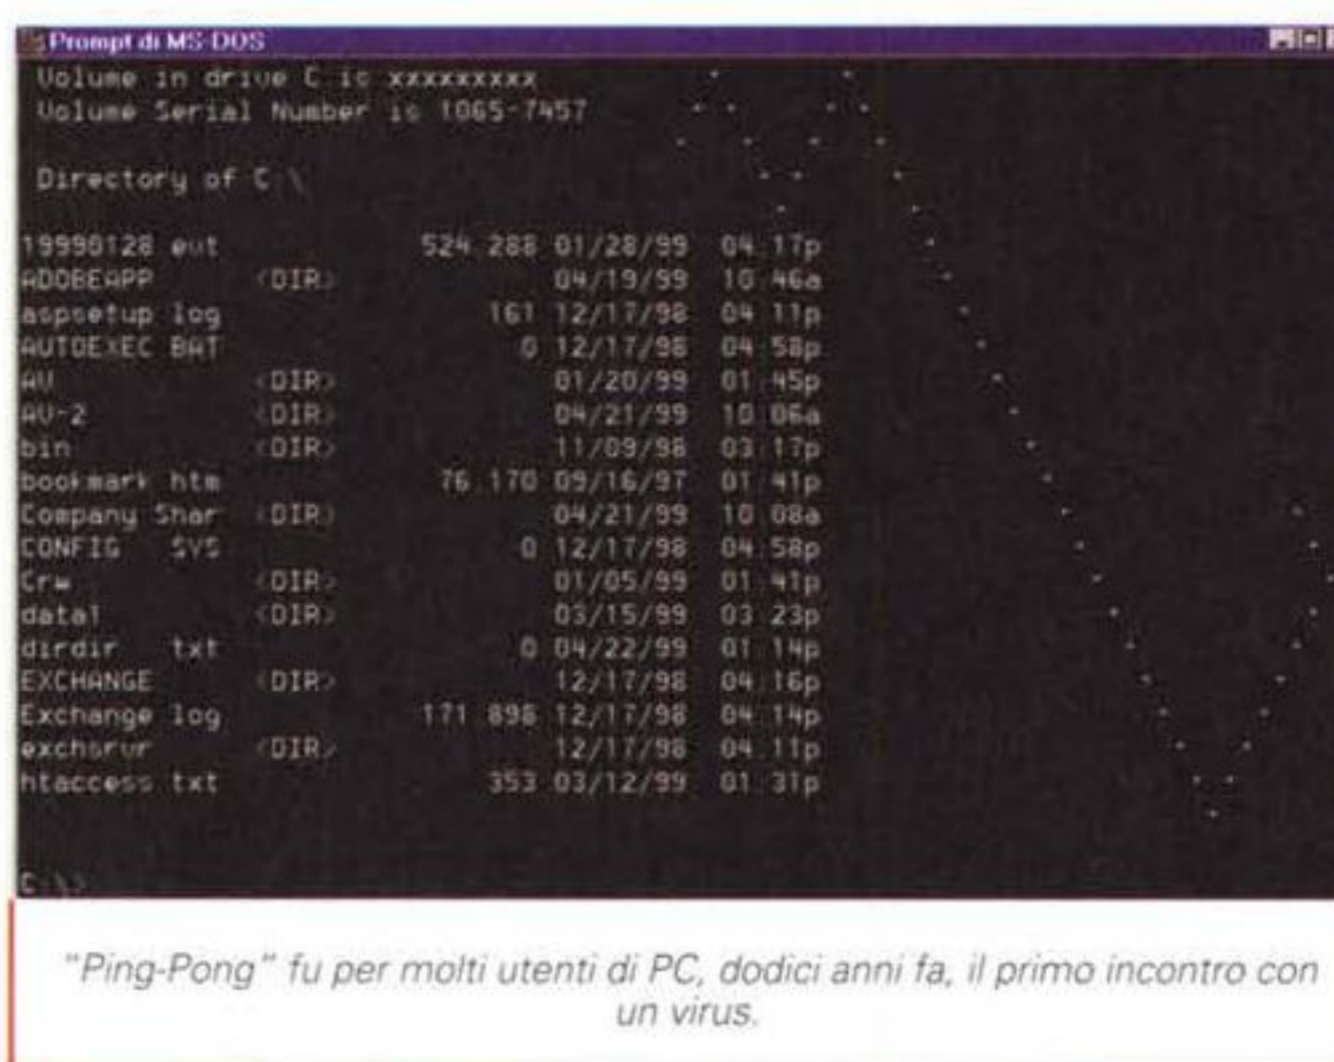 Prompt di MS-DOS
Volume in drive C is xxxxxxxxx
Volume Serial Number is 1065-7457
Directory of C:\
19990128 evt 524.288 01/28/99 04:17p
ADOBEAPP <DIR> 04/19/99 10:46a
aspsetup log 161 12/17/98 04:11p
AUTOEXEC BAT 0 12/17/98 04:58p
AV <DIR> 01/20/99 01:45p
AV-2 <DIR> 04/21/99 10:06a
bin <DIR> 11/09/98 03:17p
bookmark htm 76.170 09/16/97 01:41p
Company Shar <DIR> 04/21/99 10:08a
CONFIG SYS 0 12/17/98 04:58p
Crw <DIR> 01/05/99 01:41p
data1 <DIR> 03/15/99 03:23p
dirdir txt 0 04/22/99 01:14p
EXCHANGE <DIR> 12/17/98 04:16p
Exchange log 171.898 12/17/98 04:14p
exchsrvr <DIR> 12/17/98 04:11p
htaccess txt 353 03/12/99 01:31p
C:\>
"Ping-Pong" fu per molti utenti di PC, dodici anni fa, il primo incontro con
un virus.